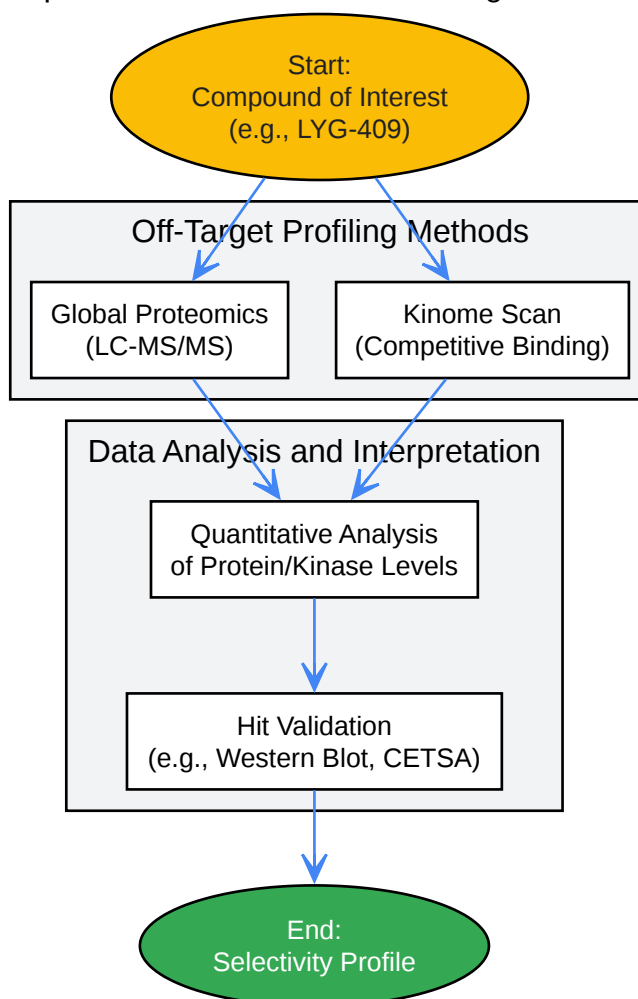 Start:
Compound of Interest
(e.g., LYG-409)
Off-Target Profiling Methods
Global Proteomics
(LC-MS/MS)
Kinome Scan
(Competitive Binding)
Data Analysis and Interpretation
Quantitative Analysis
of Protein/Kinase Levels
Hit Validation
(e.g., Western Blot, CETSA)
End:
Selectivity Profile